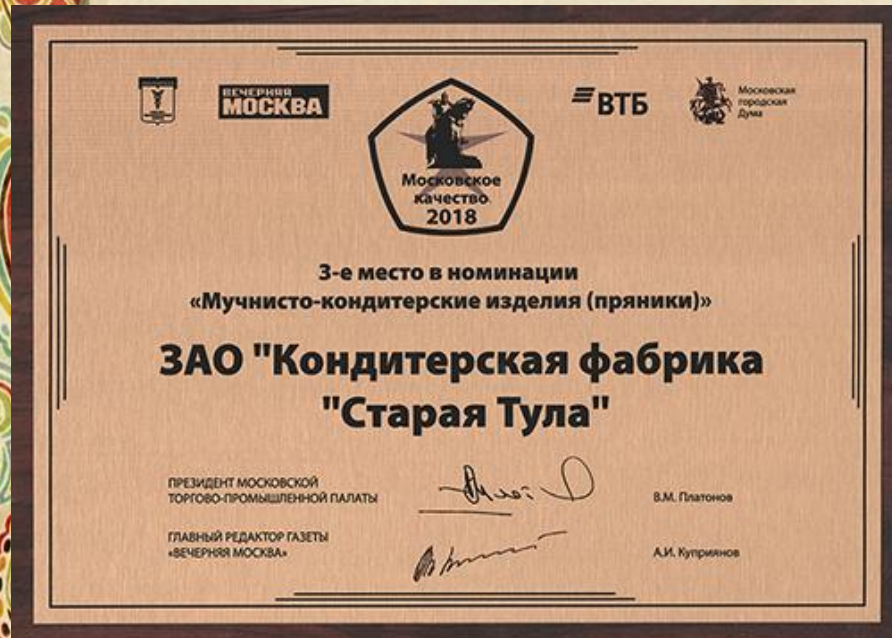 ВЕЧЕРНЯЯ
МОСКВА
ВТБ
Московская
городская
Дума
Московское
качество
2018
3-е место в номинации
«Мучнисто-кондитерские изделия (пряники)»
ЗАО "Кондитерская фабрика
"Старая Тула"
ПРЕЗИДЕНТ МОСКОВСКОЙ
ТОРГОВО-ПРОМЫШЛЕННОЙ ПАЛАТЫ
В.М. Платонов
ГЛАВНЫЙ РЕДАКТОР ГАЗЕТЫ
«ВЕЧЕРНЯЯ МОСКВА»
А.И. Куприянов